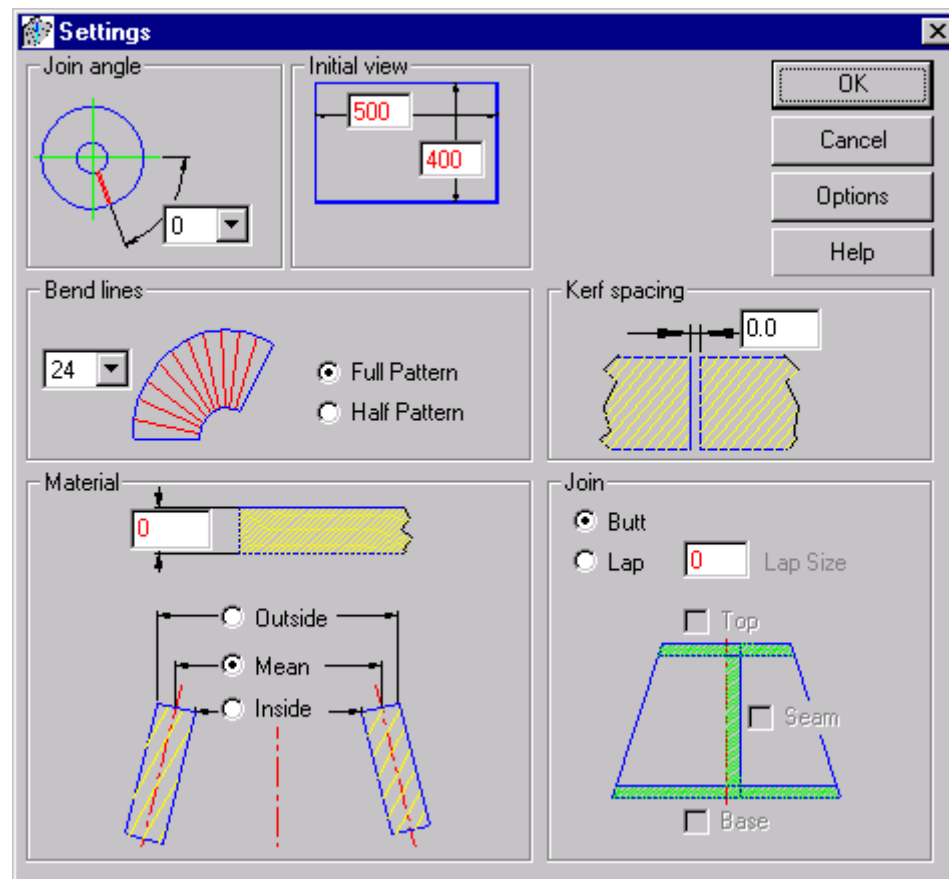 Settings
Join angle
0
Initial view
500
400
OK
Cancel
Options
Help
Bend lines
24
Full Pattern
Half Pattern
Kerf spacing
0.0
Material
0
Outside
Mean
Inside
Join
Butt
Lap
0
Lap Size
Top
Seam
Base